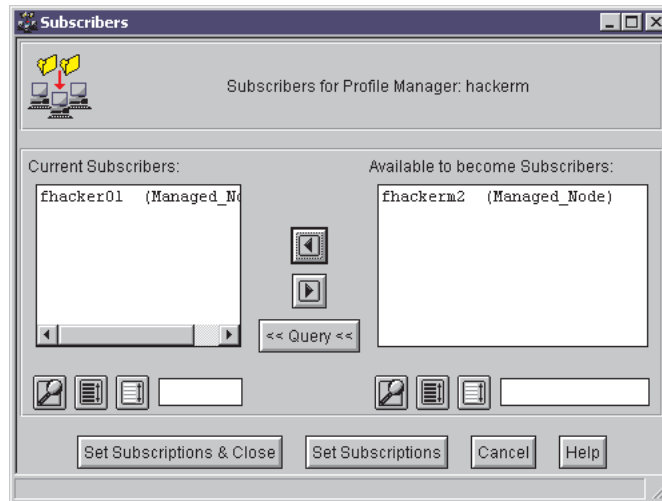 Subscribers
Subscribers for Profile Manager: hackerm
Current Subscribers:
Available to become Subscribers:
fhacker01 (Managed_No
fhackerm2 (Managed_Node)
<< Query <<
Set Subscriptions & Close
Set Subscriptions
Cancel
Help